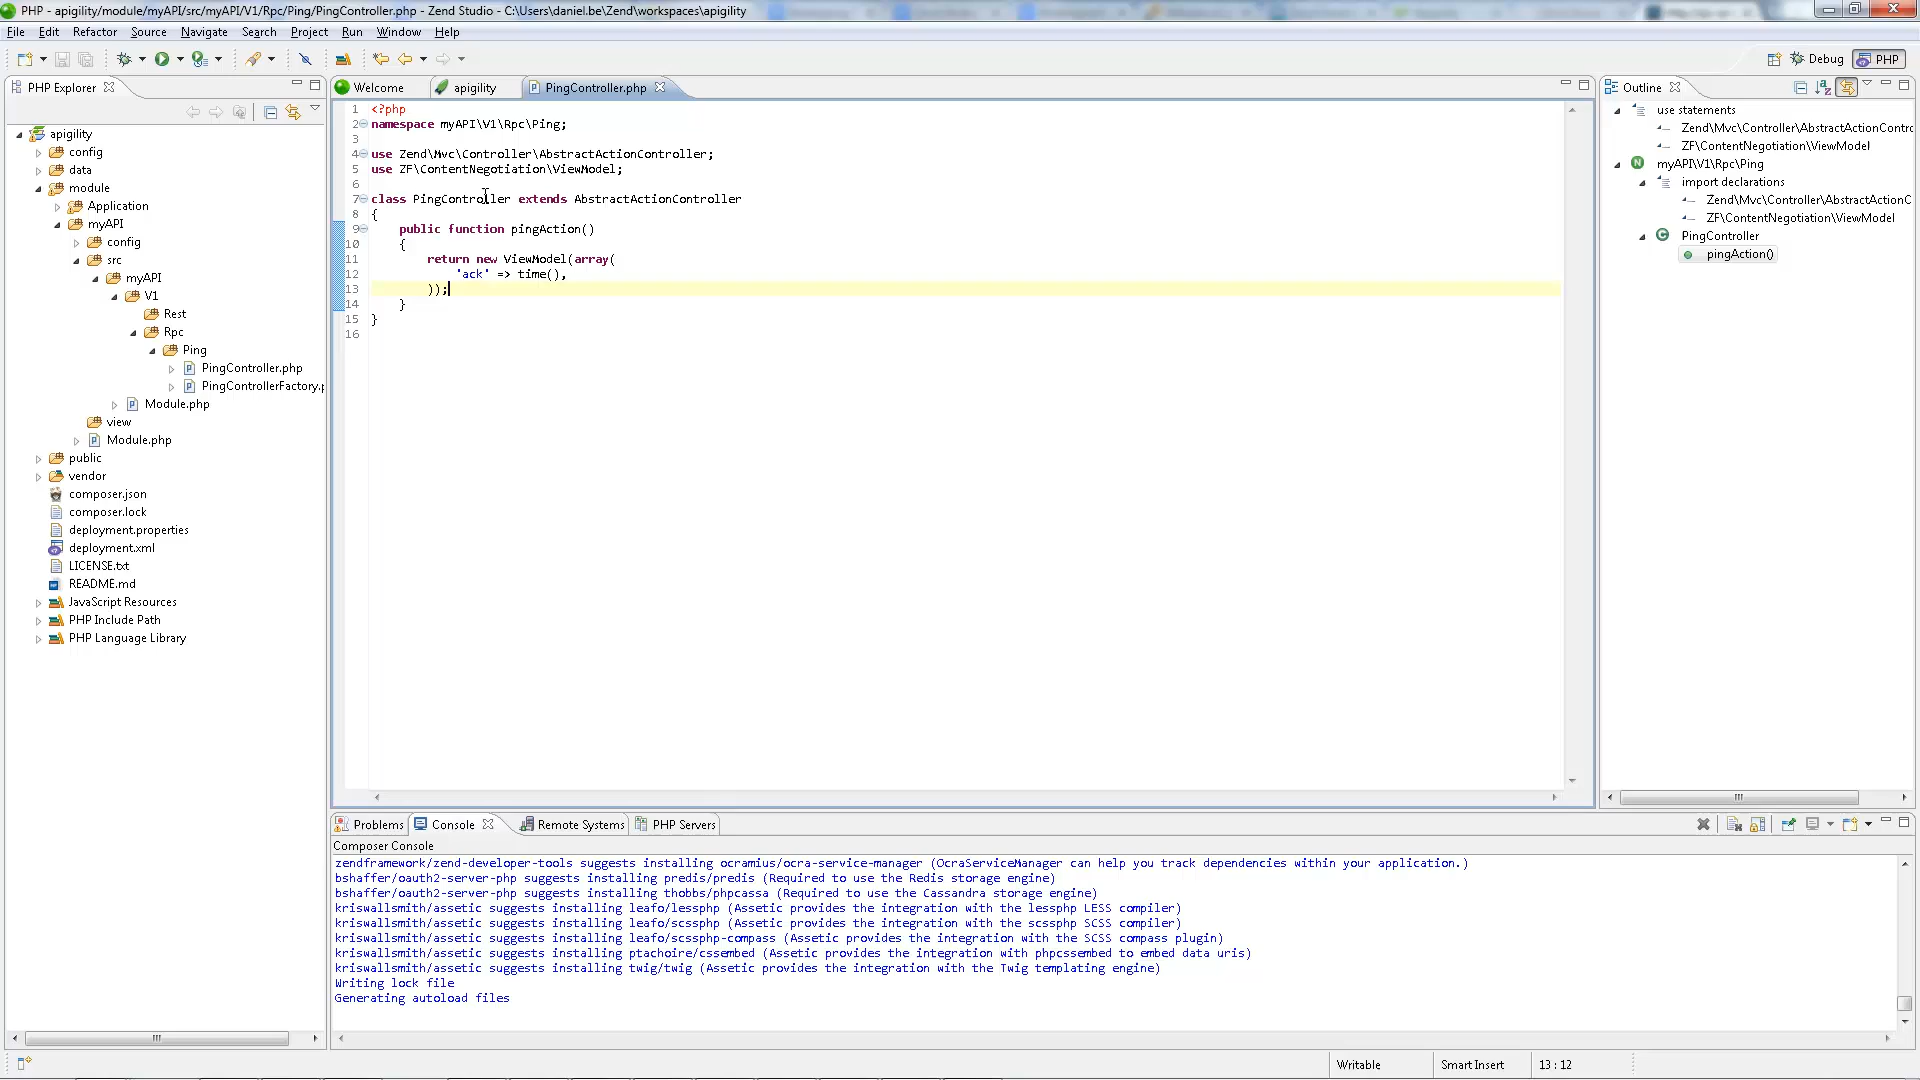 PHP - apigility/module/myAPI/src/myAPI/V1/Rpc/Ping/PingController.php - Zend Studio - C:\Users\daniel.be\Zend\workspaces\apigility
File Edit Refactor Source Navigate Search Project Run Window Help
Debug PHP
PHP Explorer
apigility
config
data
module
Application
myAPI
config
src
myAPI
V1
Rest
Rpc
Ping
PingController.php
PingControllerFactory.p
Module.php
view
Module.php
public
vendor
composer.json
composer.lock
deployment.properties
deployment.xml
LICENSE.txt
README.md
JavaScript Resources
PHP Include Path
PHP Language Library
Welcome apigility PingController.php
1 <?php
2 namespace myAPI\V1\Rpc\Ping;
3
4 use Zend\Mvc\Controller\AbstractActionController;
5 use ZF\ContentNegotiation\ViewModel;
6
7 class PingController extends AbstractActionController
8 {
9 public function pingAction()
10 {
11 return new ViewModel(array(
12 'ack' => time(),
13 ));
14 }
15 }
16
Outline
use statements
Zend\Mvc\Controller\AbstractActionContro
ZF\ContentNegotiation\ViewModel
myAPI\V1\Rpc\Ping
import declarations
Zend\Mvc\Controller\AbstractActionC
ZF\ContentNegotiation\ViewModel
PingController
pingAction()
Problems Console Remote Systems PHP Servers
Composer Console
zendframework/zend-developer-tools suggests installing ocramius/ocra-service-manager (OcraServiceManager can help you track dependencies within your application.)
bshaffer/oauth2-server-php suggests installing predis/predis (Required to use the Redis storage engine)
bshaffer/oauth2-server-php suggests installing thobbs/phpcassa (Required to use the Cassandra storage engine)
kriswallsmith/assetic suggests installing leafo/lessphp (Assetic provides the integration with the lessphp LESS compiler)
kriswallsmith/assetic suggests installing leafo/scssphp (Assetic provides the integration with the scssphp SCSS compiler)
kriswallsmith/assetic suggests installing leafo/scssphp-compass (Assetic provides the integration with the SCSS compass plugin)
kriswallsmith/assetic suggests installing ptachoire/cssembed (Assetic provides the integration with phpcssembed to embed data uris)
kriswallsmith/assetic suggests installing twig/twig (Assetic provides the integration with the Twig templating engine)
Writing lock file
Generating autoload files
Writable Smart Insert 13 : 12